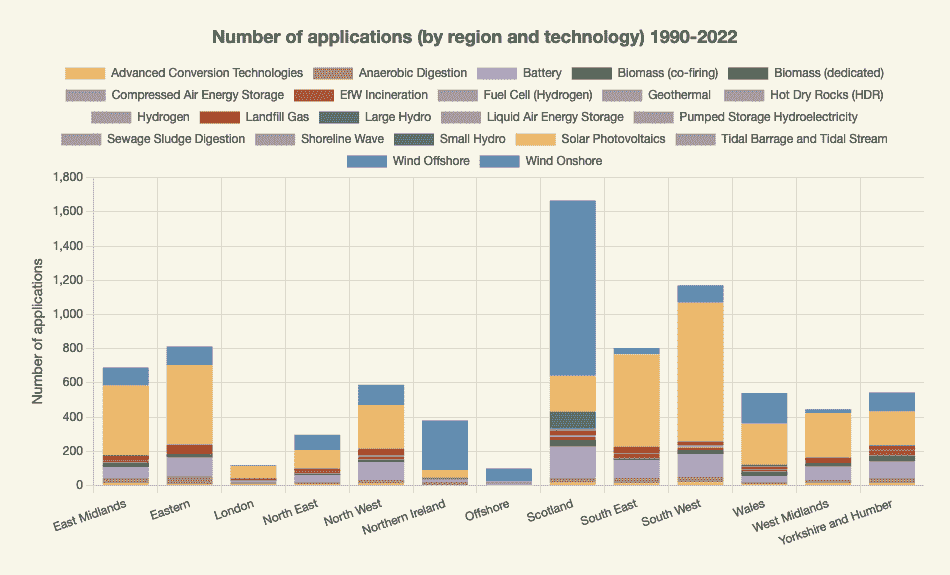 Number of applications (by region and technology) 1990-2022
Advanced Conversion Technologies Anaerobic Digestion Battery Biomass (co-firing) Biomass (dedicated)
Compressed Air Energy Storage EfW Incineration Fuel Cell (Hydrogen) Geothermal Hot Dry Rocks (HDR)
Hydrogen Landfill Gas Large Hydro Liquid Air Energy Storage Pumped Storage Hydroelectricity
Sewage Sludge Digestion Shoreline Wave Small Hydro Solar Photovoltaics Tidal Barrage and Tidal Stream
Wind Offshore Wind Onshore
Number of applications
1,800
1,600
1,400
1,200
1,000
800
600
400
200
0
East Midlands Eastern London North East North West Northern Ireland Offshore Scotland South East South West Wales West Midlands Yorkshire and Humber